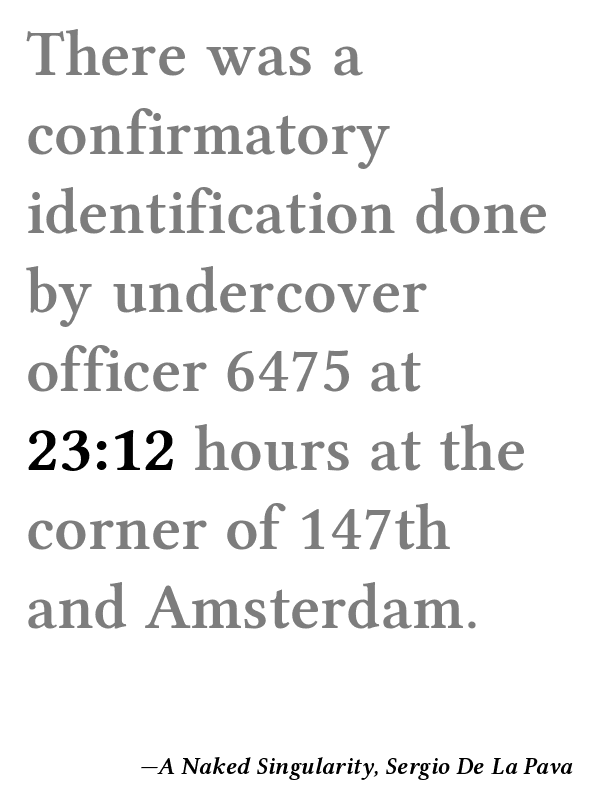 There was a
confirmatory
identification done
by undercover
officer 6475 at
23:12 hours at the
corner of 147th
and Amsterdam.
—A Naked Singularity, Sergio De La Pava